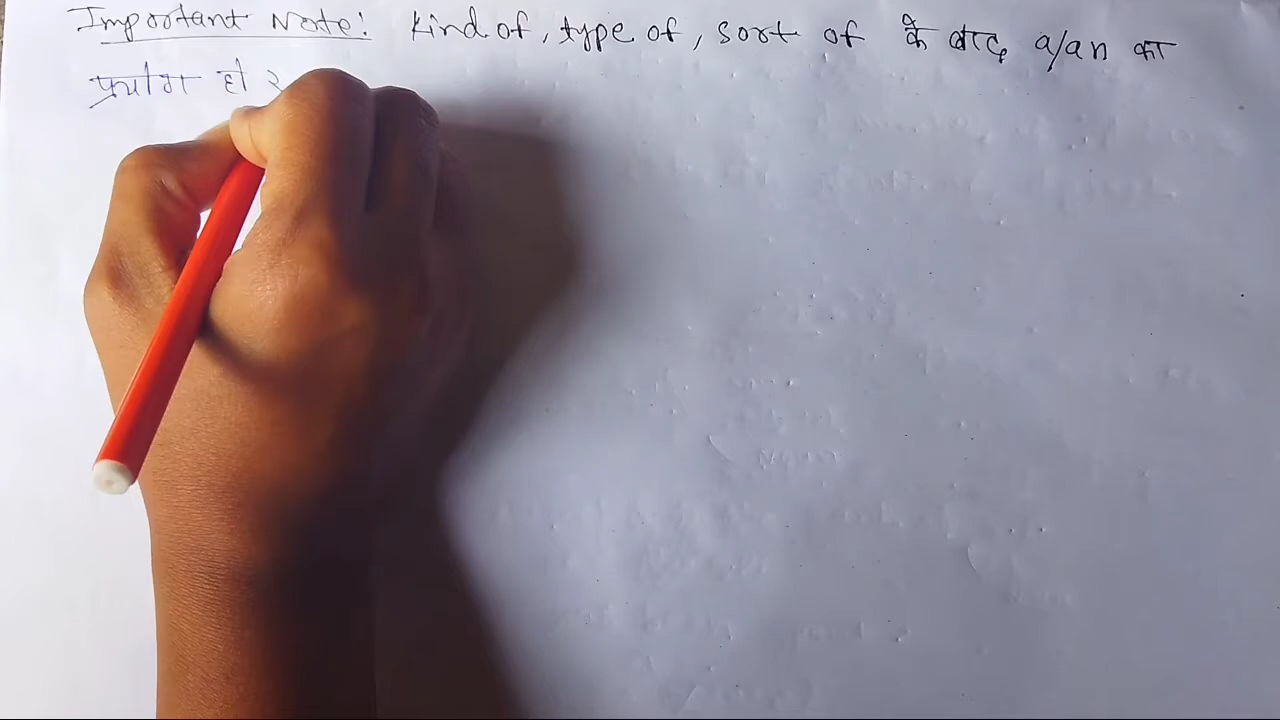 Important Note: Kind of, type of, sort of के बाद a/an का
प्रयोग हो